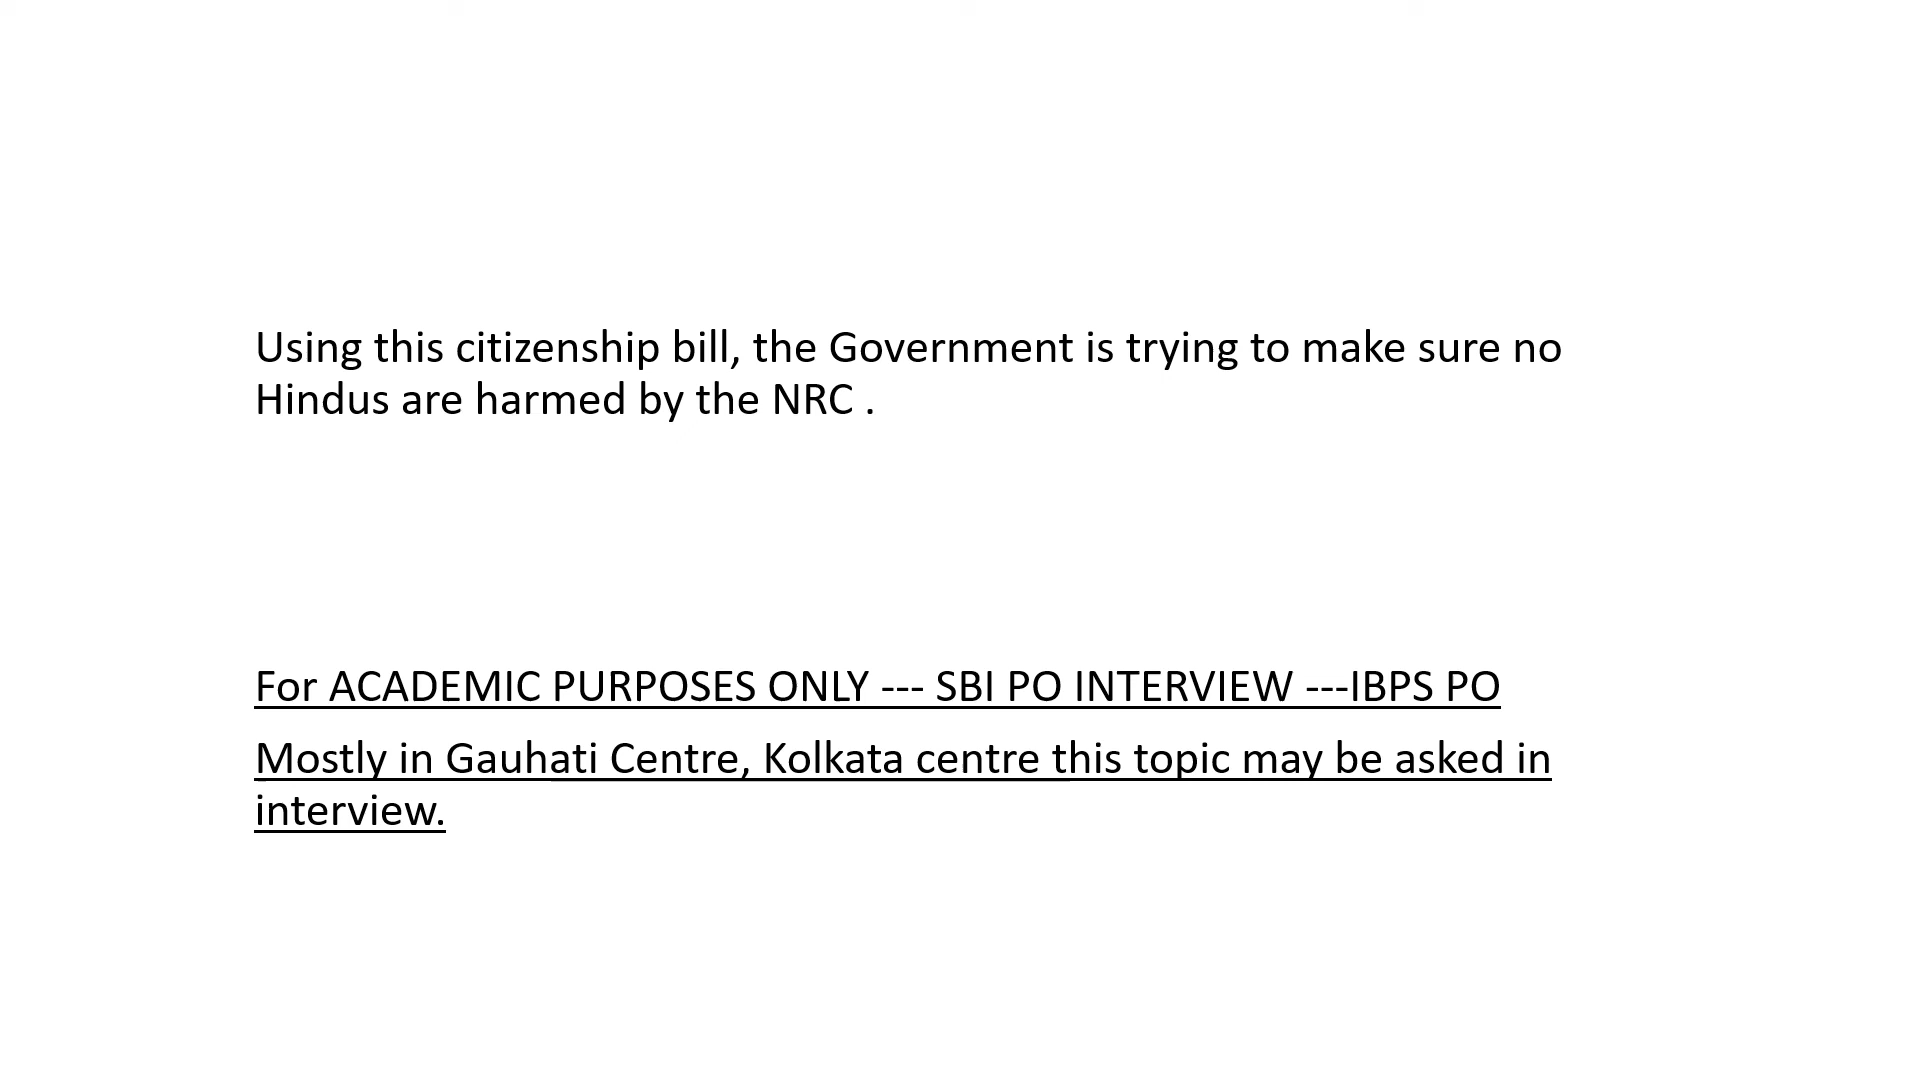 Using this citizenship bill, the Government is trying to make sure no
Hindus are harmed by the NRC .
For ACADEMIC PURPOSES ONLY --- SBI PO INTERVIEW ---IBPS PO
Mostly in Gauhati Centre, Kolkata centre this topic may be asked in
interview.